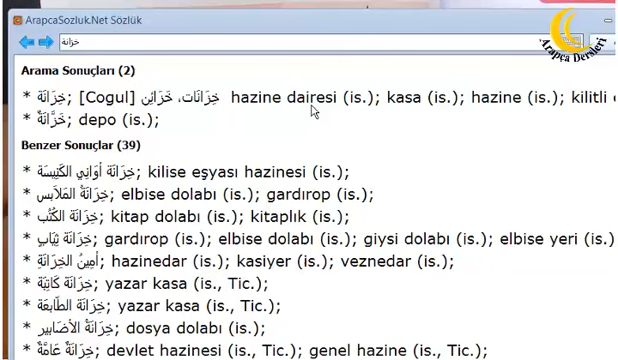 ArapcaSozluk.Net Sözlük
خزانة
Arapça Dersleri
Arama Sonuçları (2)
* خِزَانَة; [Cogul] خِزَانَات، خَزَائِن hazine dairesi (is.); kasa (is.); hazine (is.); kilitli
* خَزَّانَةٌ; depo (is.);
Benzer Sonuçlar (39)
* خِزَانَة أَوَانِي الكَنِيسَة; kilise eşyası hazinesi (is.);
* خِزَانَةُ المَلَابِس; elbise dolabı (is.); gardırop (is.);
* خِزَانَة الكُتُب; kitap dolabı (is.); kitaplık (is.);
* خِزَانَة ثِيَابٍ; gardırop (is.); elbise dolabı (is.); giysi dolabı (is.); elbise yeri (is.)
* أَمِينُ الخِزَانَةِ; hazinedar (is.); kasiyer (is.); veznedar (is.);
* خِزَانَة كَاتِبَة; yazar kasa (is., Tic.);
* خِزَانَة الطَّابِعَة; yazar kasa (is., Tic.);
* خِزَانَةُ الأَضَابِير; dosya dolabı (is.);
* خِزَانَةٌ عَامَّةٌ; devlet hazinesi (is., Tic.); genel hazine (is., Tic.);